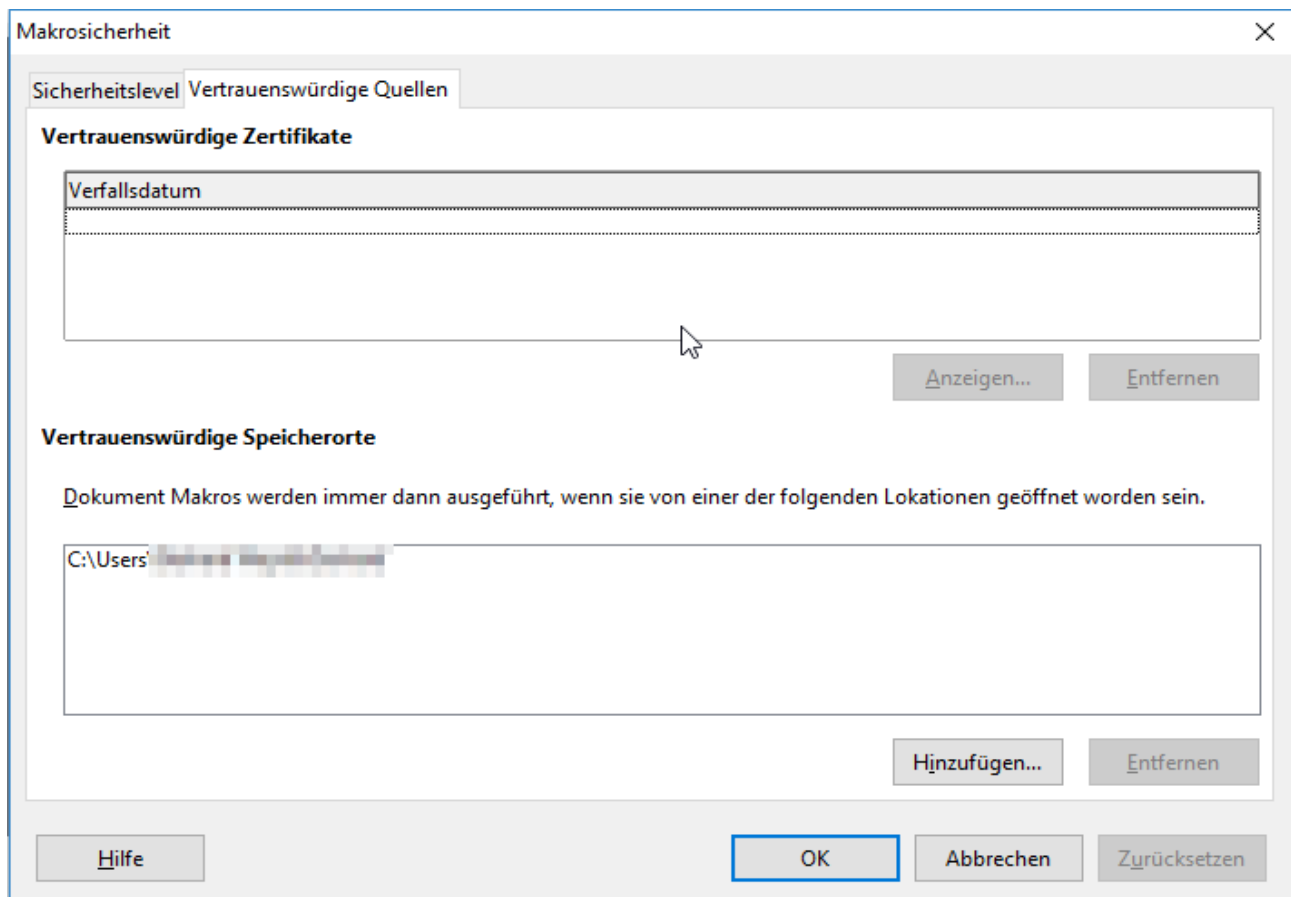 Makrosicherheit
Sicherheitslevel Vertrauenswürdige Quellen
Vertrauenswürdige Zertifikate
Verfallsdatum
Anzeigen... Entfernen
Vertrauenswürdige Speicherorte
Dokument Makros werden immer dann ausgeführt, wenn sie von einer der folgenden Lokationen geöffnet worden sein.
C:\Users\
Hinzufügen... Entfernen
Hilfe OK Abbrechen Zurücksetzen